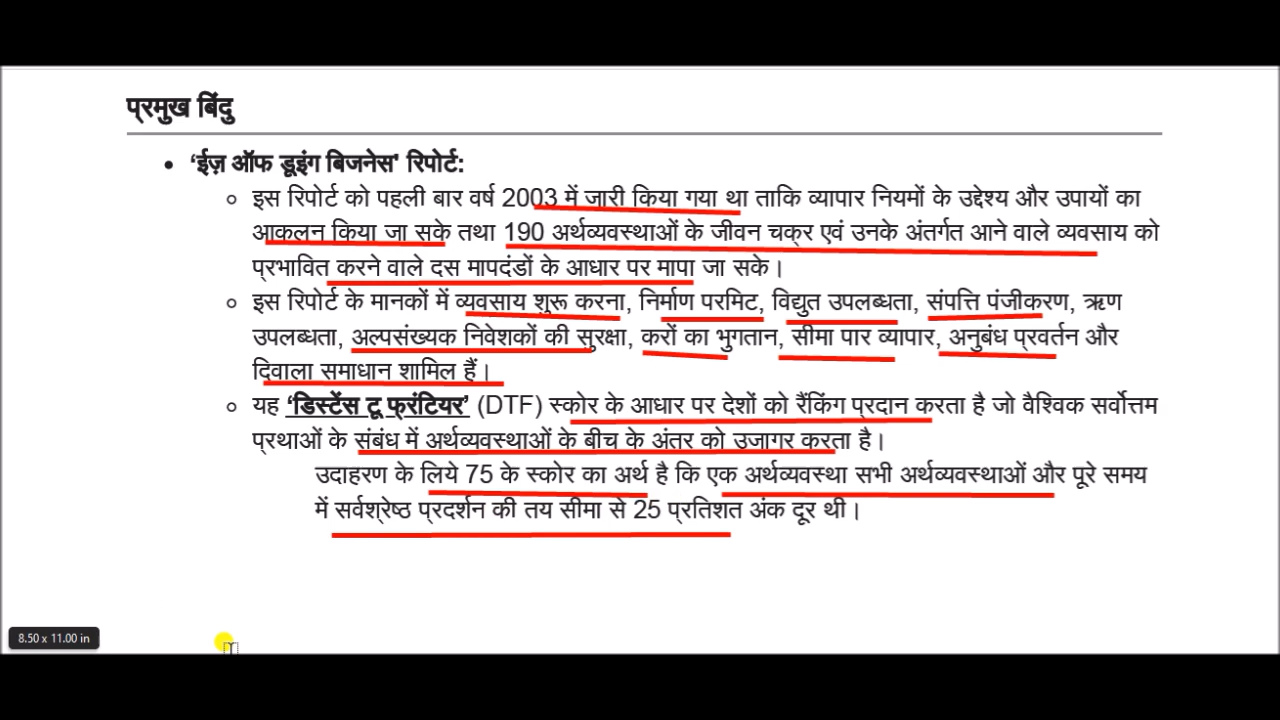 प्रमुख बिंदु
• ‘ईज़ ऑफ डूइंग बिजनेस' रिपोर्ट:
○ इस रिपोर्ट को पहली बार वर्ष 2003 में जारी किया गया था ताकि व्यापार नियमों के उद्देश्य और उपायों का
आकलन किया जा सके तथा 190 अर्थव्यवस्थाओं के जीवन चक्र एवं उनके अंतर्गत आने वाले व्यवसाय को
प्रभावित करने वाले दस मापदंडों के आधार पर मापा जा सके।
○ इस रिपोर्ट के मानकों में व्यवसाय शुरू करना, निर्माण परमिट, विद्युत उपलब्धता, संपत्ति पंजीकरण, ऋण
उपलब्धता, अल्पसंख्यक निवेशकों की सुरक्षा, करों का भुगतान, सीमा पार व्यापार, अनुबंध प्रवर्तन और
दिवाला समाधान शामिल हैं।
○ यह ‘डिस्टेंस टू फ्रंटियर’ (DTF) स्कोर के आधार पर देशों को रैंकिंग प्रदान करता है जो वैश्विक सर्वोत्तम
प्रथाओं के संबंध में अर्थव्यवस्थाओं के बीच के अंतर को उजागर करता है।
उदाहरण के लिये 75 के स्कोर का अर्थ है कि एक अर्थव्यवस्था सभी अर्थव्यवस्थाओं और पूरे समय
में सर्वश्रेष्ठ प्रदर्शन की तय सीमा से 25 प्रतिशत अंक दूर थी।
8.50 x 11.00 in